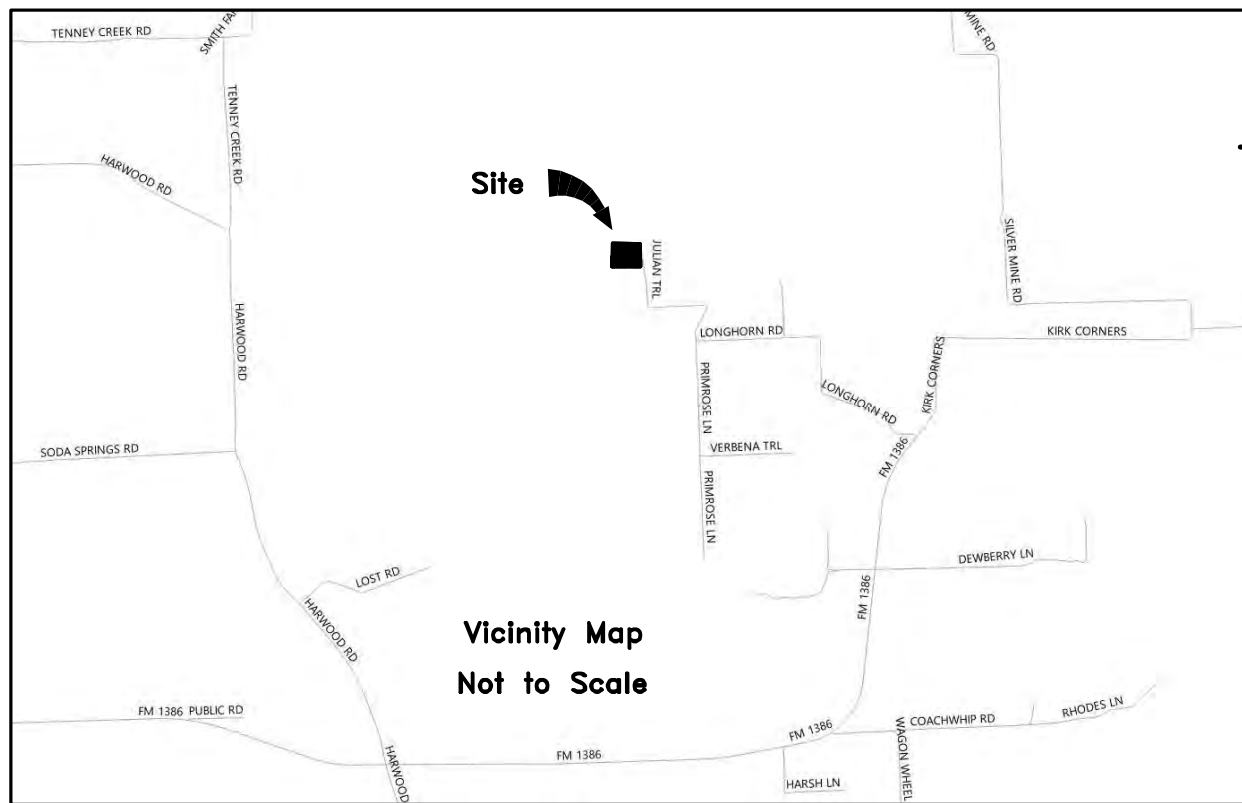 TENNEY CREEK RD
SMITH FA
MINE RD
TENNEY CREEK RD
HARWOOD RD
Site
SILVER MINE RD
JULIAN TRL
HARWOOD RD
LONGHORN RD
KIRK CORNERS
KIRK CORNERS
PRIMROSE LN
LONGHORN RD
SODA SPRINGS RD
VERBENA TRL
FM 1386
PRIMROSE LN
DEWBERRY LN
LOST RD
FM 1386
HARWOOD RD
Vicinity Map
Not to Scale
FM 1386 PUBLIC RD
RHODES LN
COACHWHIP RD
FM 1386
WAGON WHEEL
FM 1386
HARWOOD
HARSH LN